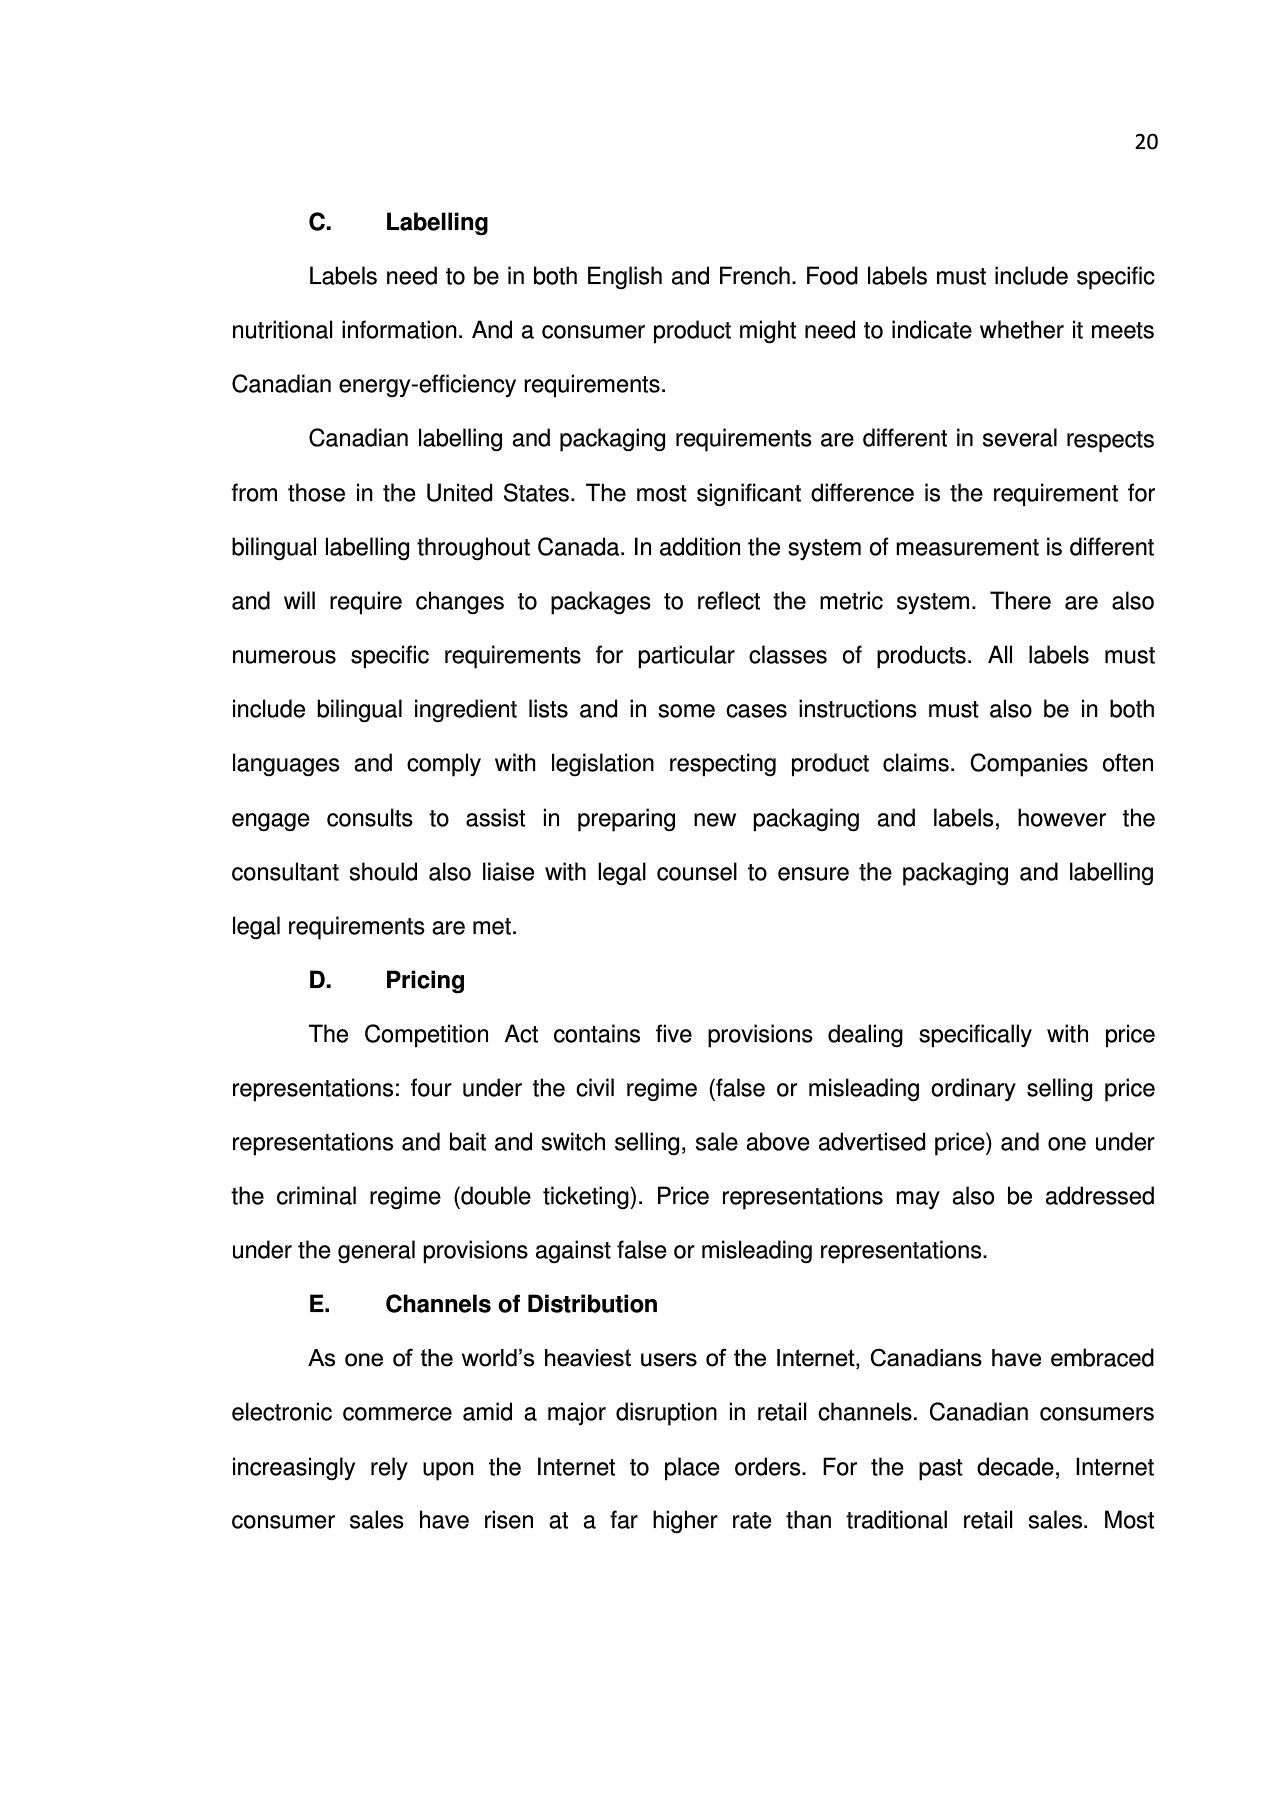 20
C. Labelling
Labels need to be in both English and French. Food labels must include specific
nutritional information. And a consumer product might need to indicate whether it meets
Canadian energy-efficiency requirements.
Canadian labelling and packaging requirements are different in several respects
from those in the United States. The most significant difference is the requirement for
bilingual labelling throughout Canada. In addition the system of measurement is different
and will require changes to packages to reflect the metric system. There are also
numerous specific requirements for particular classes of products. All labels must
include bilingual ingredient lists and in some cases instructions must also be in both
languages and comply with legislation respecting product claims. Companies often
engage consults to assist in preparing new packaging and labels, however the
consultant should also liaise with legal counsel to ensure the packaging and labelling
legal requirements are met.
D. Pricing
The Competition Act contains five provisions dealing specifically with price
representations: four under the civil regime (false or misleading ordinary selling price
representations and bait and switch selling, sale above advertised price) and one under
the criminal regime (double ticketing). Price representations may also be addressed
under the general provisions against false or misleading representations.
E. Channels of Distribution
As one of the world’s heaviest users of the Internet, Canadians have embraced
electronic commerce amid a major disruption in retail channels. Canadian consumers
increasingly rely upon the Internet to place orders. For the past decade, Internet
consumer sales have risen at a far higher rate than traditional retail sales. Most